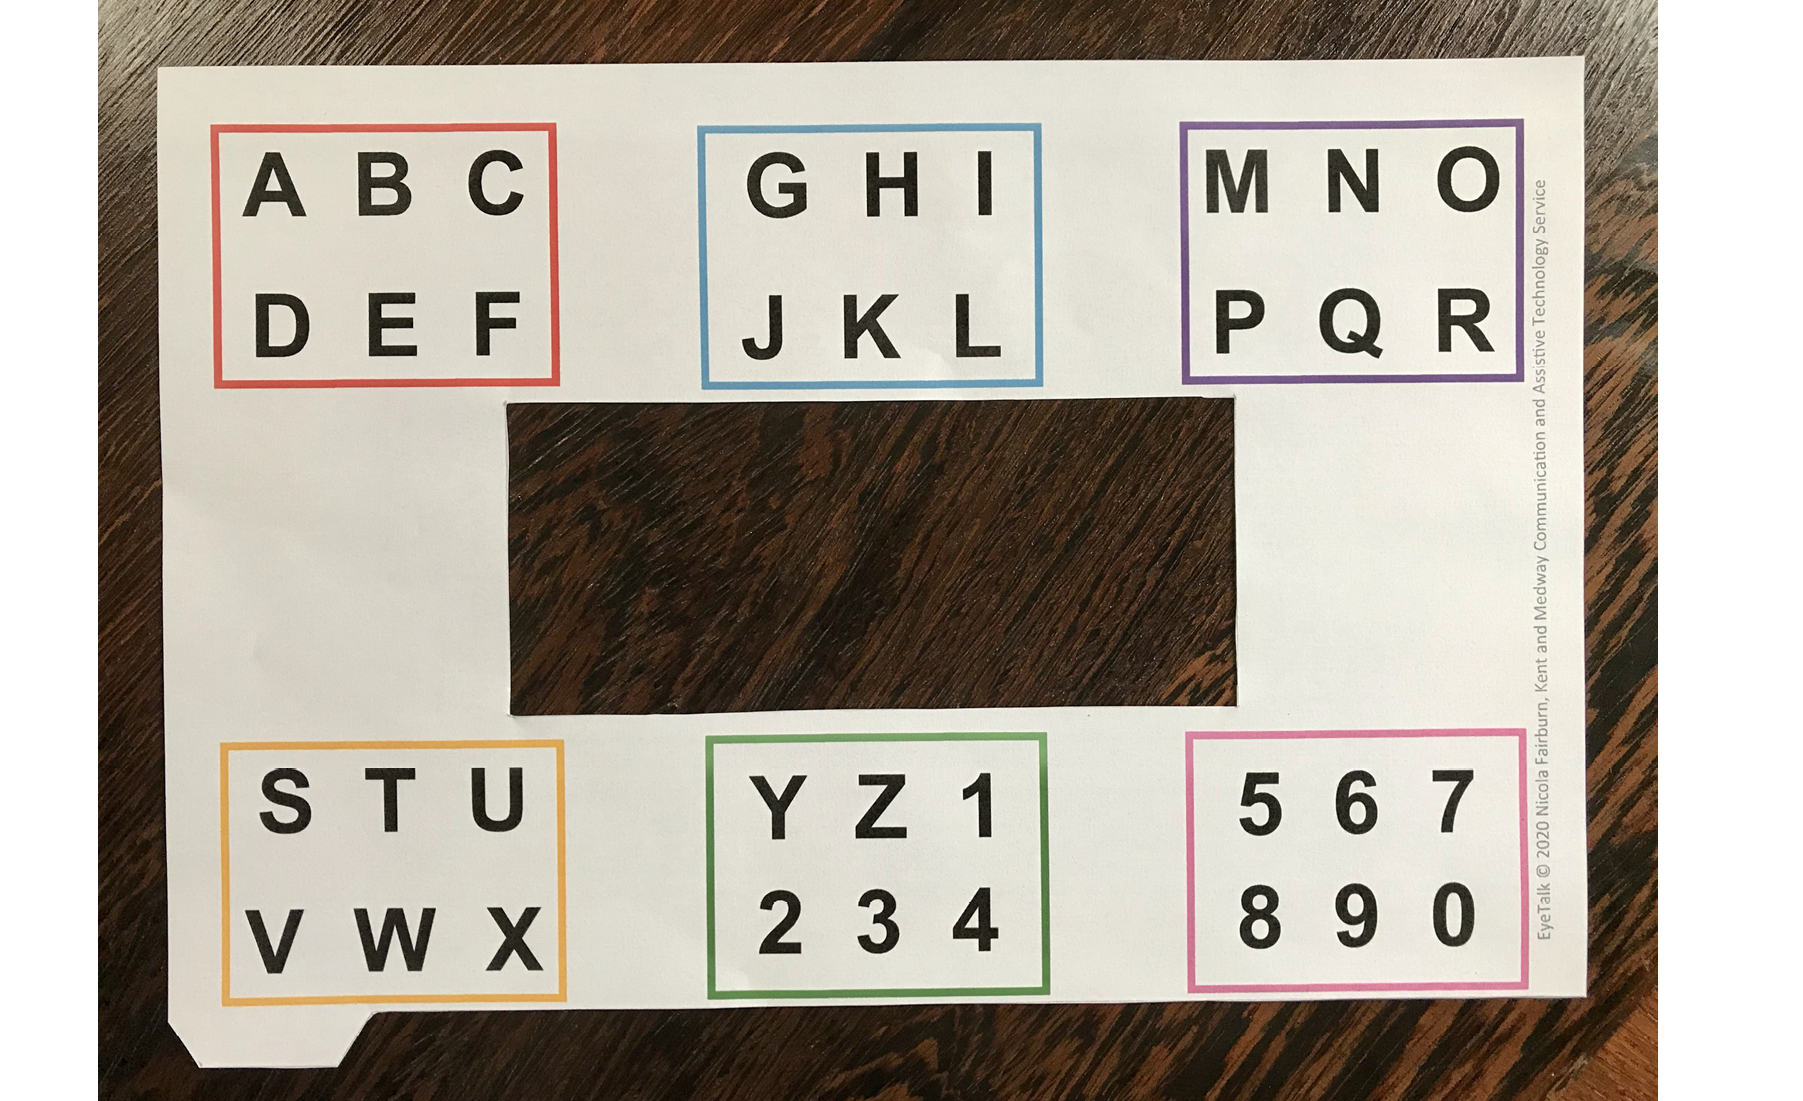 A B C
D E F
G H I
J K L
M N O
P Q R
S T U
V W X
Y Z 1
2 3 4
5 6 7
8 9 0
EyeTalk © 2020 Nicola Fairburn, Kent and Medway Communication and Assistive Technology Service